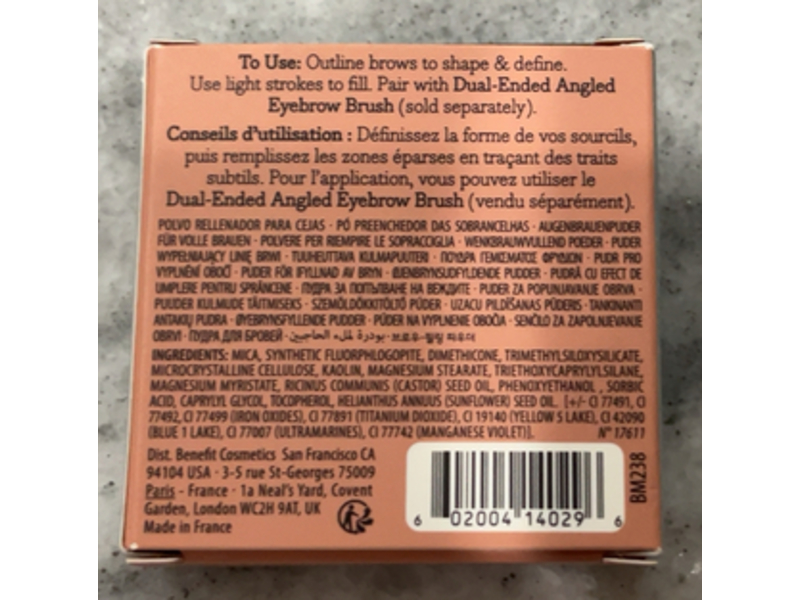 To Use: Outline brows to shape & define.
Use light strokes to fill. Pair with Dual-Ended Angled
Eyebrow Brush (sold separately).
Conseils d'utilisation : Définissez la forme de vos sourcils,
puis remplissez les zones éparses en traçant des traits
subtils. Pour l'application, vous pouvez utiliser le
Dual-Ended Angled Eyebrow Brush (vendu séparément).
POLVO RELLENADOR PARA CEJAS · PÓ PREENCHEDOR DAS SOBRANCELHAS · AUGENBRAUENPUDER
FÜR VOLLE BRAUEN · POLVERE PER RIEMPIRE LE SOPRACCIGLIA · WENKBRAUWVULLEND POEDER · PUDER
WYPEŁNIAJĄCY LINIĘ BRWI · TUUHEUTTAVA KULMAPUUTERI · ΠΟΥΔΡΑ ΓΕΜΙΣΜΑΤΟΣ ΦΡΥΔΙΩΝ · PUDR PRO
VYPLNĚNÍ OBOČÍ · PUDER FÖR IFYLLNAD AV BRYN · ØJENBRYNSUDFYLDENDE PUDDER · PUDRĂ CU EFECT DE
UMPLERE PENTRU SPRÂNCENE · ПУДРА ЗА ПОПЪЛВАНЕ НА ВЕЖДИТЕ · PUDER ZA POPUNJAVANJE OBRVA ·
PUUDER KULMUDE TÄITMISEKS · SZEMÖLDÖKKITÖLTŐ PÚDER · UZACU PILDĪŠANAS PŪDERIS · TANKINANTI
ANTAKIŲ PUDRA · ØYEBRYNSFYLLENDE PUDDER · PÚDER NA VYPLNENIE OBOČIA · SENČILO ZA ZAPOLNJEVANJE
OBRVI · ПУДРА ДЛЯ БРОВЕЙ · بودرة لملء الحاجبين · 브로우-필링 파우더
INGREDIENTS: MICA, SYNTHETIC FLUORPHLOGOPITE, DIMETHICONE, TRIMETHYLSILOXYSILICATE,
MICROCRYSTALLINE CELLULOSE, KAOLIN, MAGNESIUM STEARATE, TRIETHOXYCAPRYLYLSILANE,
MAGNESIUM MYRISTATE, RICINUS COMMUNIS (CASTOR) SEED OIL, PHENOXYETHANOL, SORBIC
ACID, CAPRYLYL GLYCOL, TOCOPHEROL, HELIANTHUS ANNUUS (SUNFLOWER) SEED OIL. [+/- CI 77491, CI
77492, CI 77499 (IRON OXIDES), CI 77891 (TITANIUM DIOXIDE), CI 19140 (YELLOW 5 LAKE), CI 42090
(BLUE 1 LAKE), CI 77007 (ULTRAMARINES), CI 77742 (MANGANESE VIOLET)]. N° 17611
Dist. Benefit Cosmetics San Francisco CA
94104 USA · 3-5 rue St-Georges 75009
Paris - France · 1a Neal's Yard, Covent
Garden, London WC2H 9AT, UK
Made in France
6 02004 14029 6
BM238